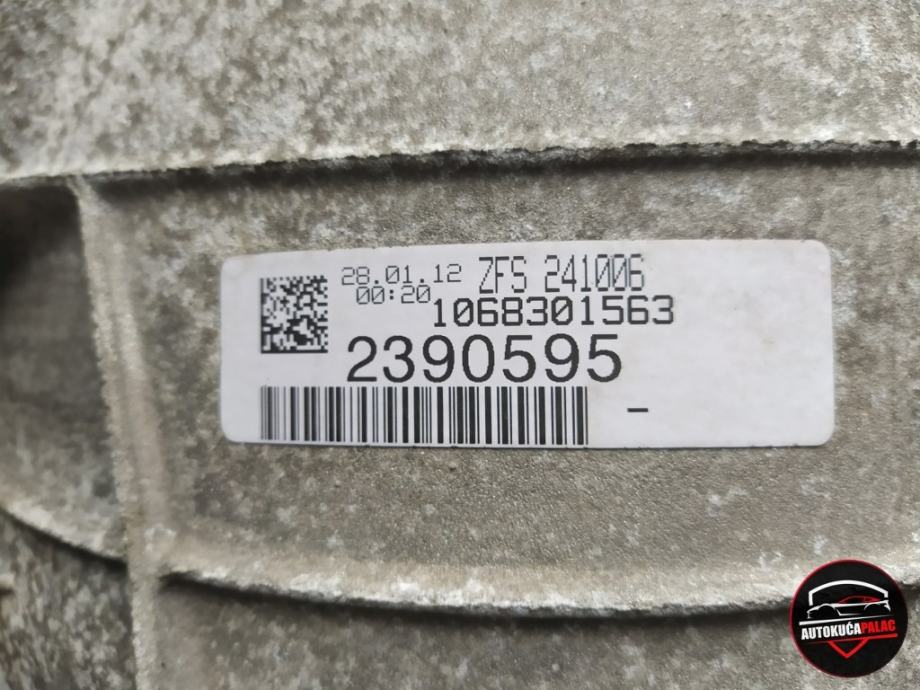 28.01.12 ZFS 241006
00:20 1068301563
2390595
-
AUTOKUĆAPALAC